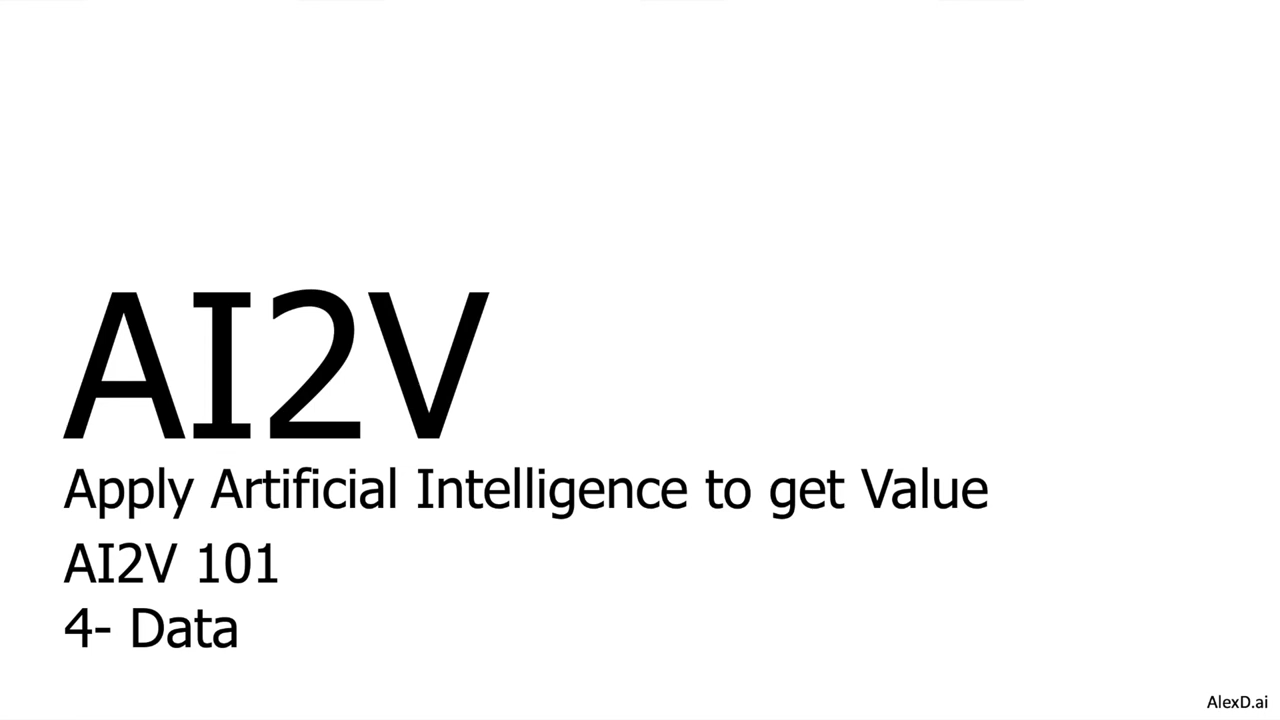 AI2V
Apply Artificial Intelligence to get Value
AI2V 101
4- Data
AlexD.ai